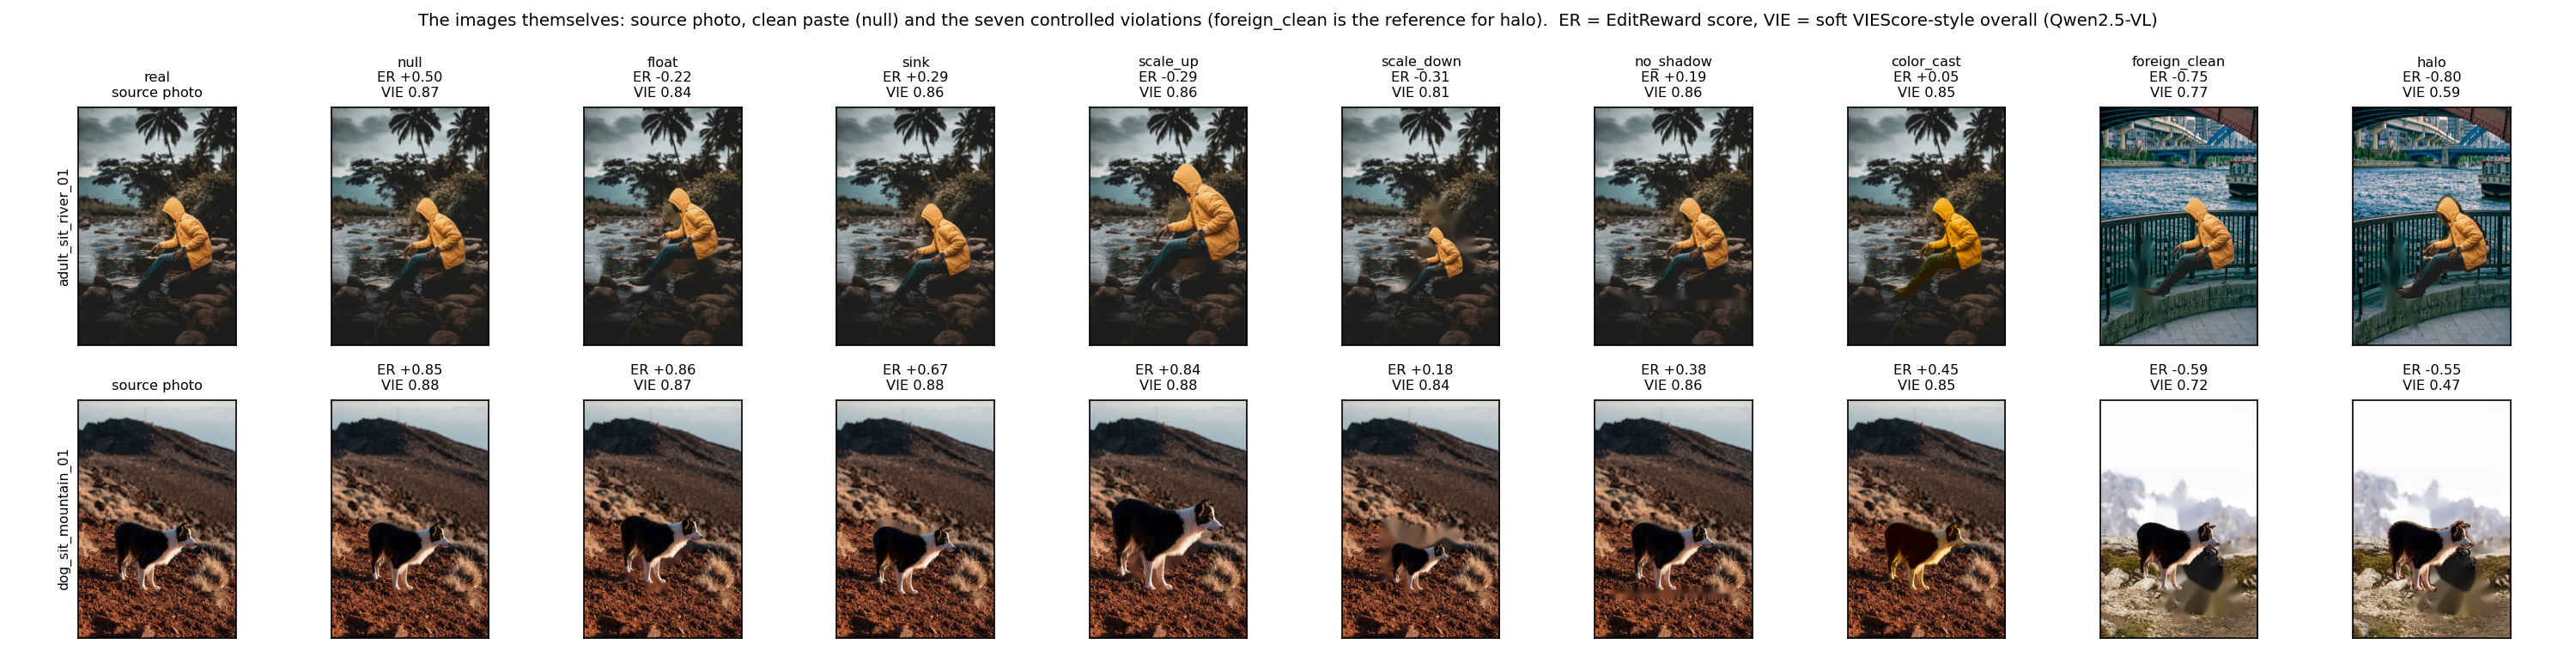 The images themselves: source photo, clean paste (null) and the seven controlled violations (foreign_clean is the reference for halo).  ER = EditReward score, VIE = soft VIEScore-style overall (Qwen2.5-VL)
real
source photo
null
ER +0.50
VIE 0.87
float
ER -0.22
VIE 0.84
sink
ER +0.29
VIE 0.86
scale_up
ER -0.29
VIE 0.86
scale_down
ER -0.31
VIE 0.81
no_shadow
ER +0.19
VIE 0.86
color_cast
ER +0.05
VIE 0.85
foreign_clean
ER -0.75
VIE 0.77
halo
ER -0.80
VIE 0.59
adult_sit_river_01
source photo
ER +0.85
VIE 0.88
ER +0.86
VIE 0.87
ER +0.67
VIE 0.88
ER +0.84
VIE 0.88
ER +0.18
VIE 0.84
ER +0.38
VIE 0.86
ER +0.45
VIE 0.85
ER -0.59
VIE 0.72
ER -0.55
VIE 0.47
dog_sit_mountain_01